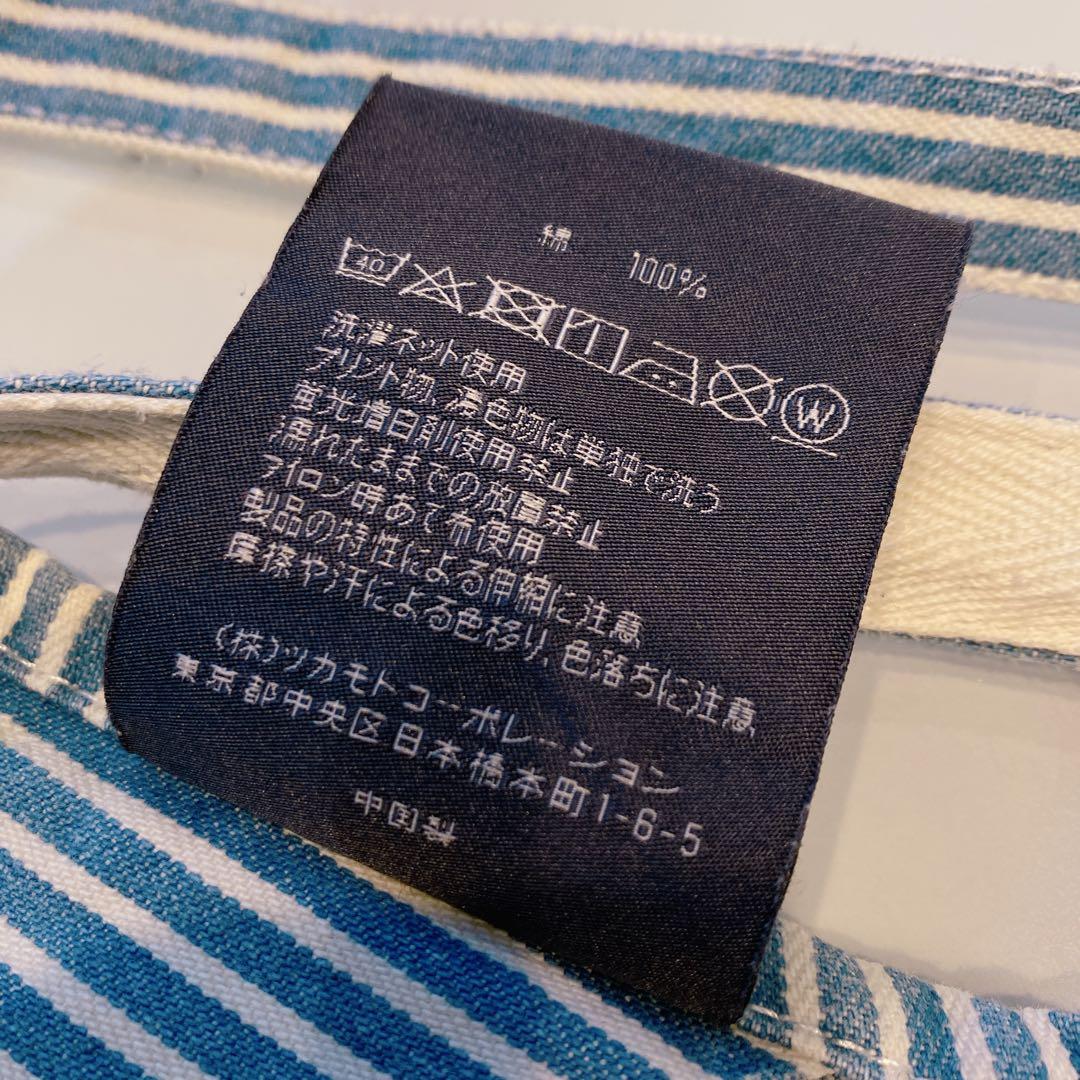 綿 100%
40 W
洗濯ネット使用
プリント物、濃色物は単独で洗う
蛍光増白剤使用禁止
濡れたままでの放置禁止
アイロン時あて布使用
製品の特性による伸縮に注意
摩擦や汗による色移り、色落ちに注意
(株)ツカモトコーポレーション
東京都中央区日本橋本町1-6-5
中国製